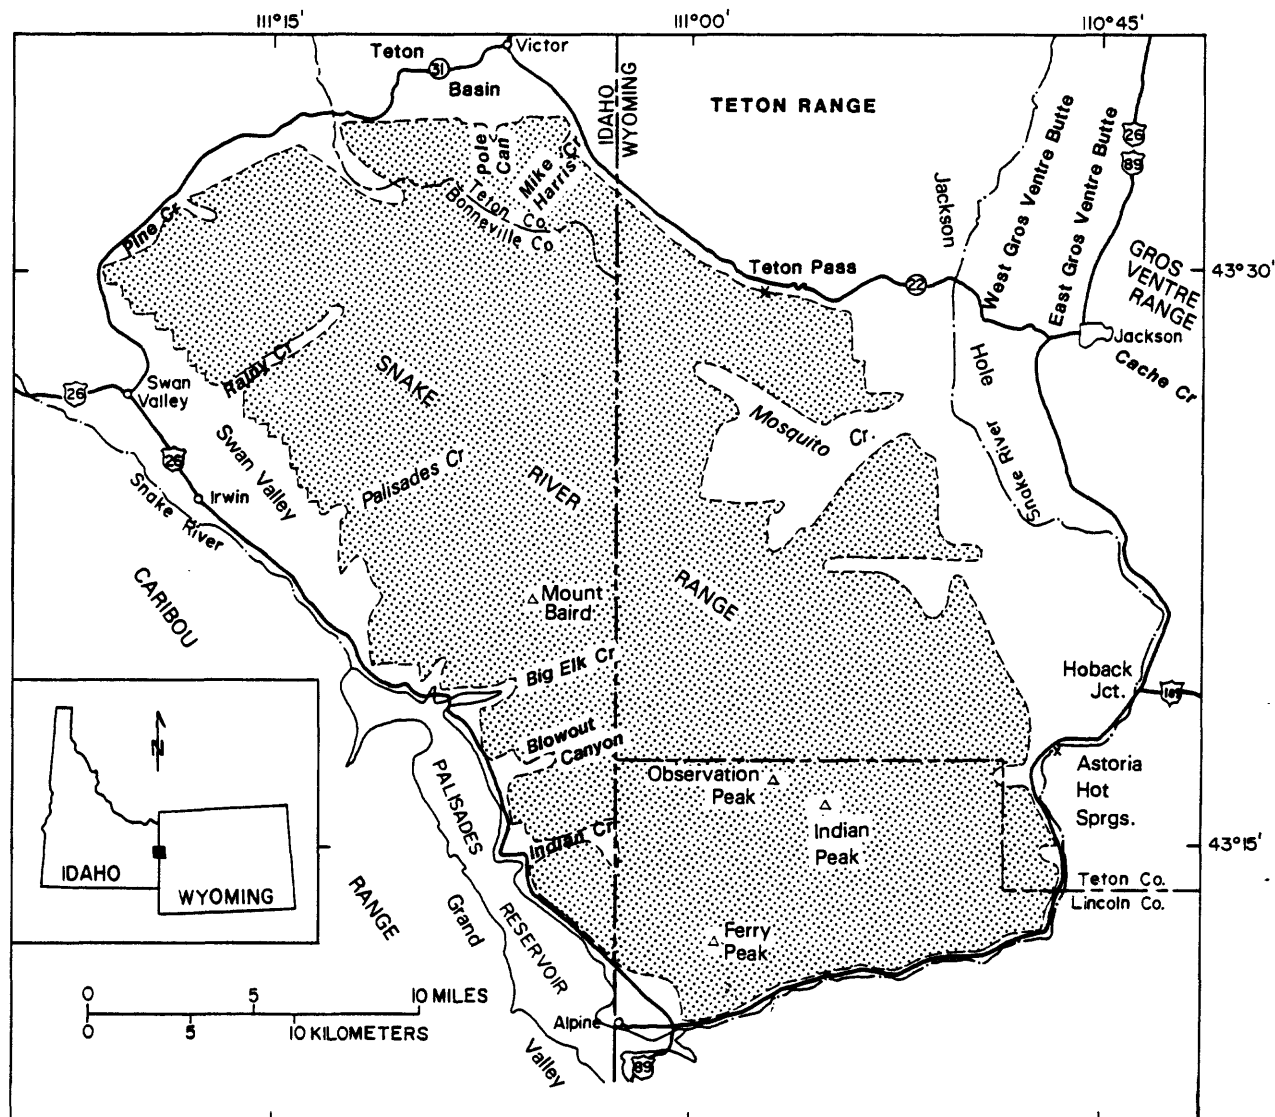 111°15'
111°00'
110°45'
Teton
Basin
31
Victor
IDAHO
WYOMING
TETON RANGE
West Gros Ventre Butte
East Gros Ventre Butte
26
89
Pole
Can
Mike
Harris Cr
Teton Co.
Bonneville Co
Pine Cr
Jackson
Hole
GROS
VENTRE
RANGE
43°30'
Teton Pass
22
Jackson
Cache Cr
Rainy Cr
SNAKE
RIVER
RANGE
26
Swan
Valley
Swan Valley
26
Irwin
Snake River
Palisades Cr
Mosquito Cr.
Snake River
CARIBOU
RANGE
Mount
Baird
Big Elk Cr
Hoback
Jct.
189
Blowout
Canyon
Observation
Peak
Indian
Peak
Astoria
Hot
Sprgs.
PALISADES
RESERVOIR
Indian Cr
43°15'
Teton Co.
Lincoln Co.
N
IDAHO
WYOMING
Grand
Valley
Ferry
Peak
0 5 10 MILES
0 5 10 KILOMETERS
Alpine
89